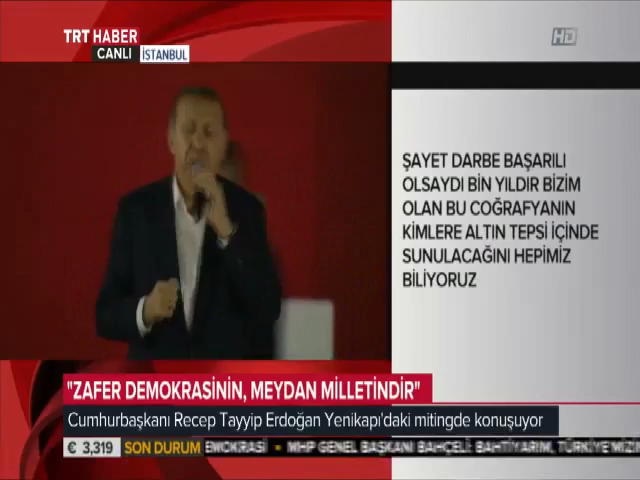 TRT HABER
CANLI İSTANBUL
HD
ŞAYET DARBE BAŞARILI
OLSAYDI BİN YILDIR BİZİM
OLAN BU COĞRAFYANIN
KİMLERE ALTIN TEPSİ İÇİNDE
SUNULACAĞINI HEPİMİZ
BİLİYORUZ
"ZAFER DEMOKRASİNİN, MEYDAN MİLLETİNDİR"
Cumhurbaşkanı Recep Tayyip Erdoğan Yenikapı'daki mitingde konuşuyor
€ 3,319 SON DURUM EMOKRASİ MHP GENEL BAŞKANI BAHÇELİ: BAHTİYARIM, TÜRKİYE MİZİM